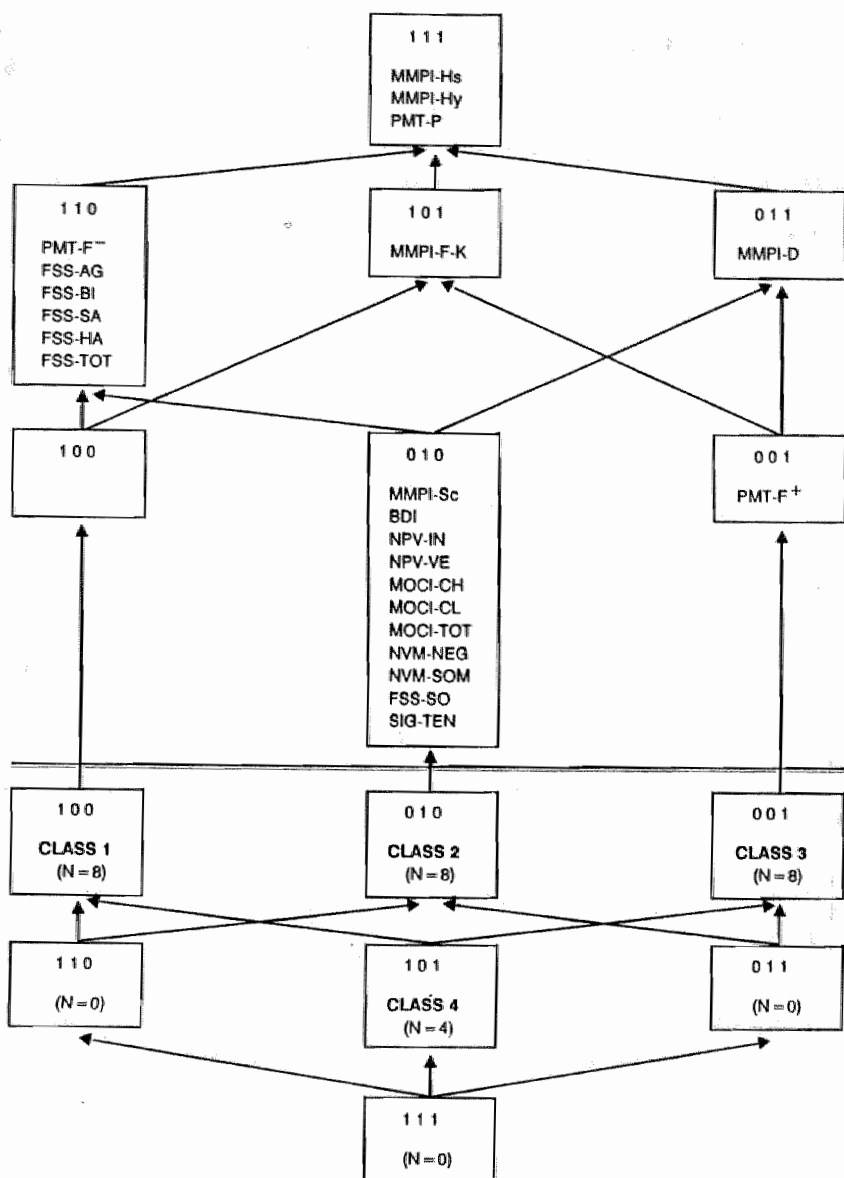 1 1 1
MMPI-Hs
MMPI-Hy
PMT-P
1 1 0
PMT-F⁻
FSS-AG
FSS-BI
FSS-SA
FSS-HA
FSS-TOT
1 0 1
MMPI-F-K
0 1 1
MMPI-D
1 0 0
0 1 0
MMPI-Sc
BDI
NPV-IN
NPV-VE
MOCI-CH
MOCI-CL
MOCI-TOT
NVM-NEG
NVM-SOM
FSS-SO
SIG-TEN
0 0 1
PMT-F⁺
1 0 0
CLASS 1
(N=8)
0 1 0
CLASS 2
(N=8)
0 0 1
CLASS 3
(N=8)
1 1 0
(N=0)
1 0 1
CLASS 4
(N=4)
0 1 1
(N=0)
1 1 1
(N=0)